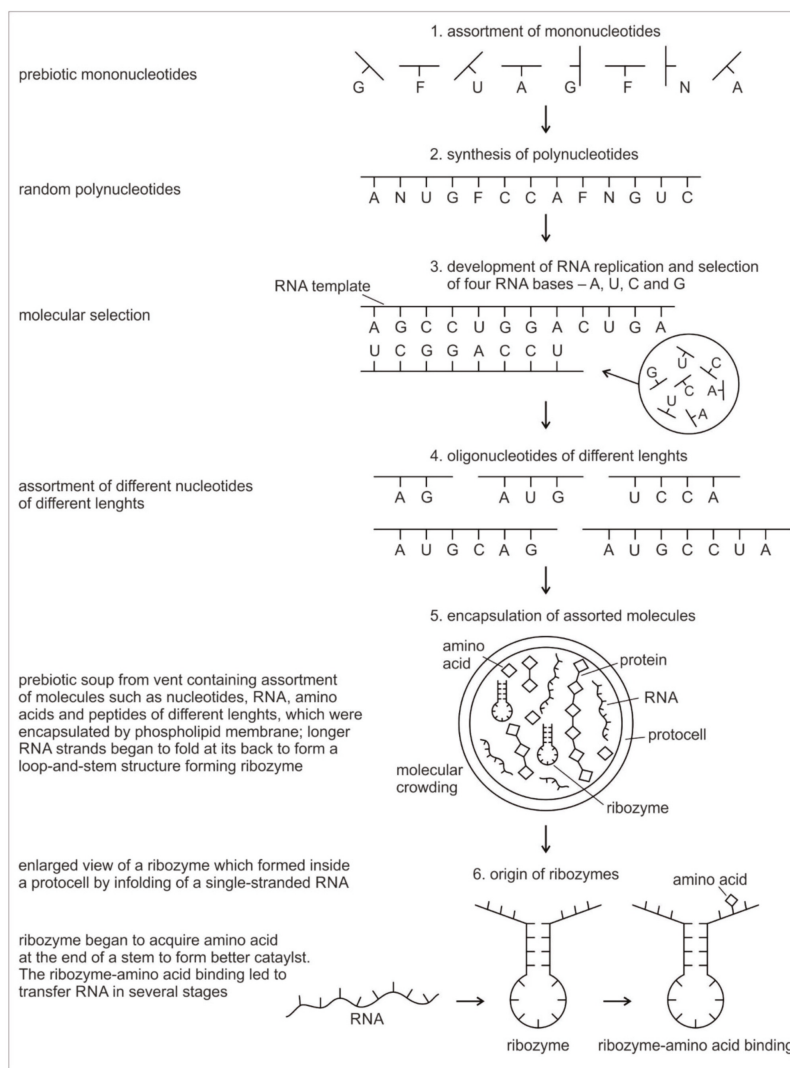 1. assortment of mononucleotides
prebiotic mononucleotides
G F U A G F N A
2. synthesis of polynucleotides
random polynucleotides
A N U G F C C A F N G U C
3. development of RNA replication and selection
of four RNA bases – A, U, C and G
RNA template
molecular selection
A G C C U G G A C U G A
U C G G A C C U
G U C
U C A
A
4. oligonucleotides of different lenghts
assortment of different nucleotides
of different lenghts
A G A U G U C C A
A U G C A G A U G C C U A
5. encapsulation of assorted molecules
amino
acid
protein
RNA
protocell
ribozyme
molecular
crowding
prebiotic soup from vent containing assortment
of molecules such as nucleotides, RNA, amino
acids and peptides of different lenghts, which were
encapsulated by phospholipid membrane; longer
RNA strands began to fold at its back to form a
loop-and-stem structure forming ribozyme
enlarged view of a ribozyme which formed inside
a protocell by infolding of a single-stranded RNA
6. origin of ribozymes
amino acid
ribozyme began to acquire amino acid
at the end of a stem to form better cataylst.
The ribozyme-amino acid binding led to
transfer RNA in several stages
RNA
ribozyme
ribozyme-amino acid binding